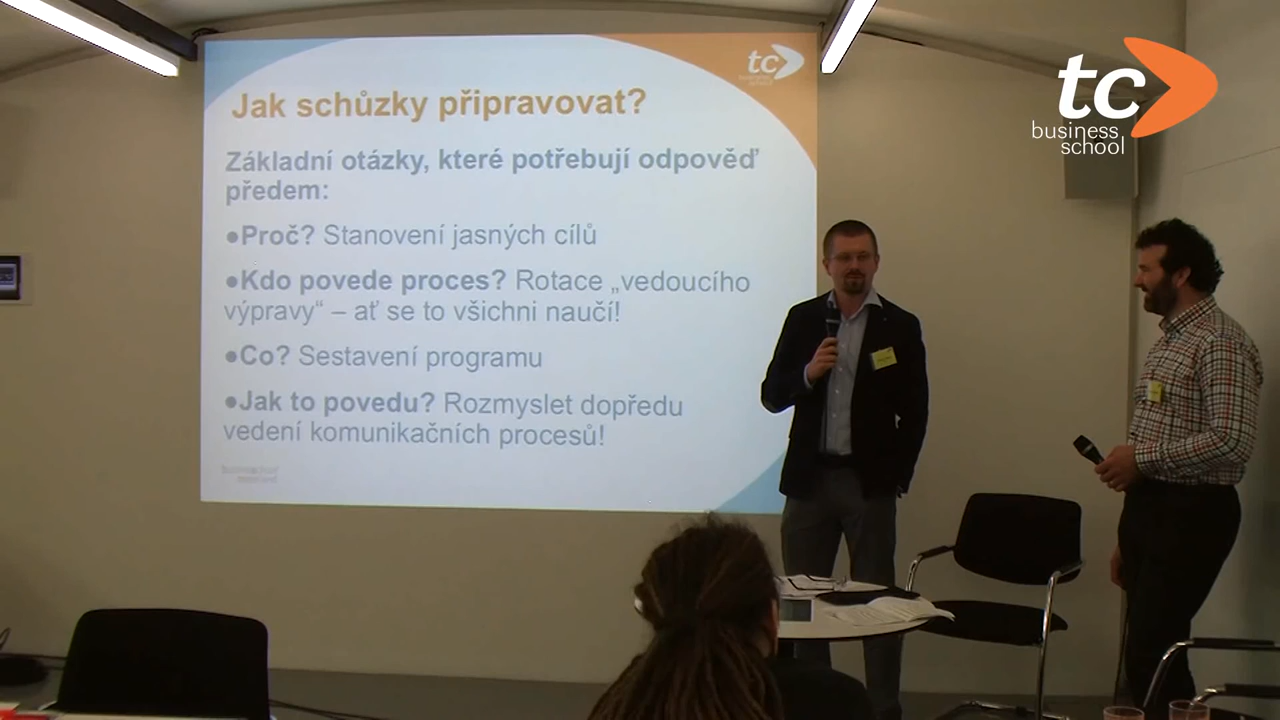 tc
business
school
tc
business
school
Jak schůzky připravovat?
Základní otázky, které potřebují odpověď
předem:
●Proč? Stanovení jasných cílů
●Kdo povede proces? Rotace „vedoucího
výpravy“ – ať se to všichni naučí!
●Co? Sestavení programu
●Jak to povedu? Rozmyslet dopředu
vedení komunikačních procesů!